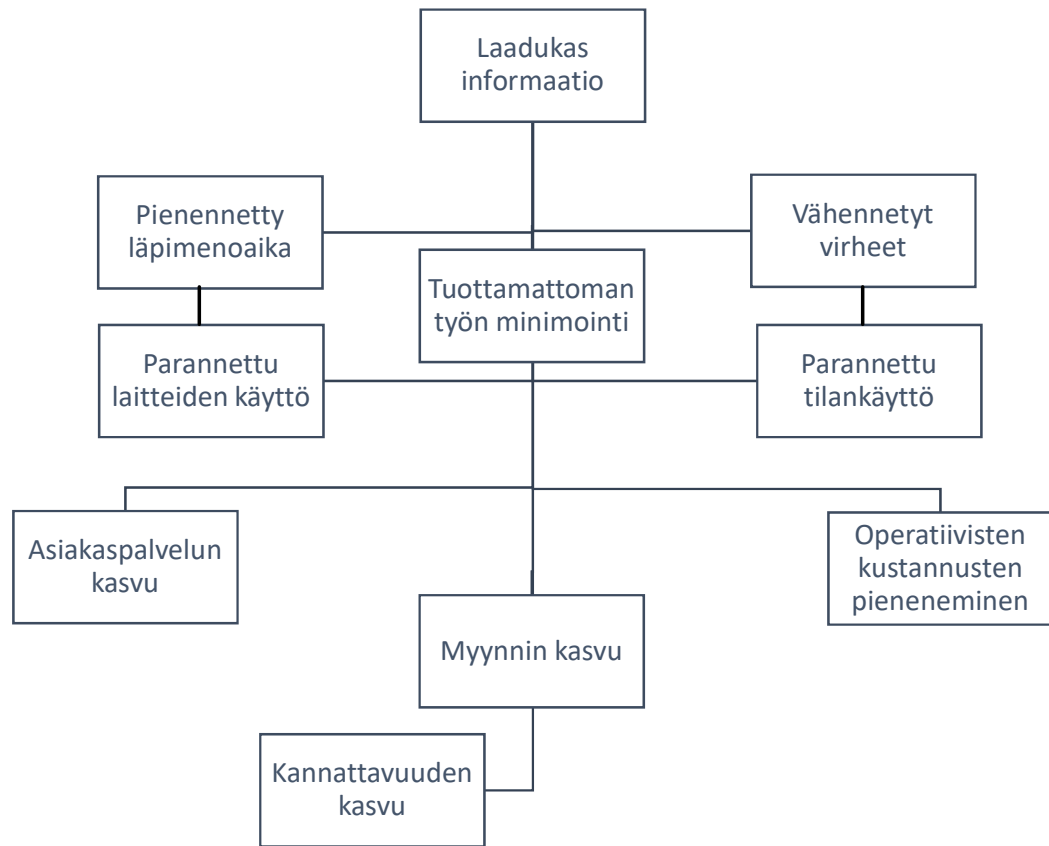 Laadukas
informaatio
Pienennetty
läpimenoaika
Vähennetyt
virheet
Tuottamattoman
työn minimointi
Parannettu
laitteiden käyttö
Parannettu
tilankäyttö
Asiakaspalvelun
kasvu
Operatiivisten
kustannusten
pieneneminen
Myynnin kasvu
Kannattavuuden
kasvu